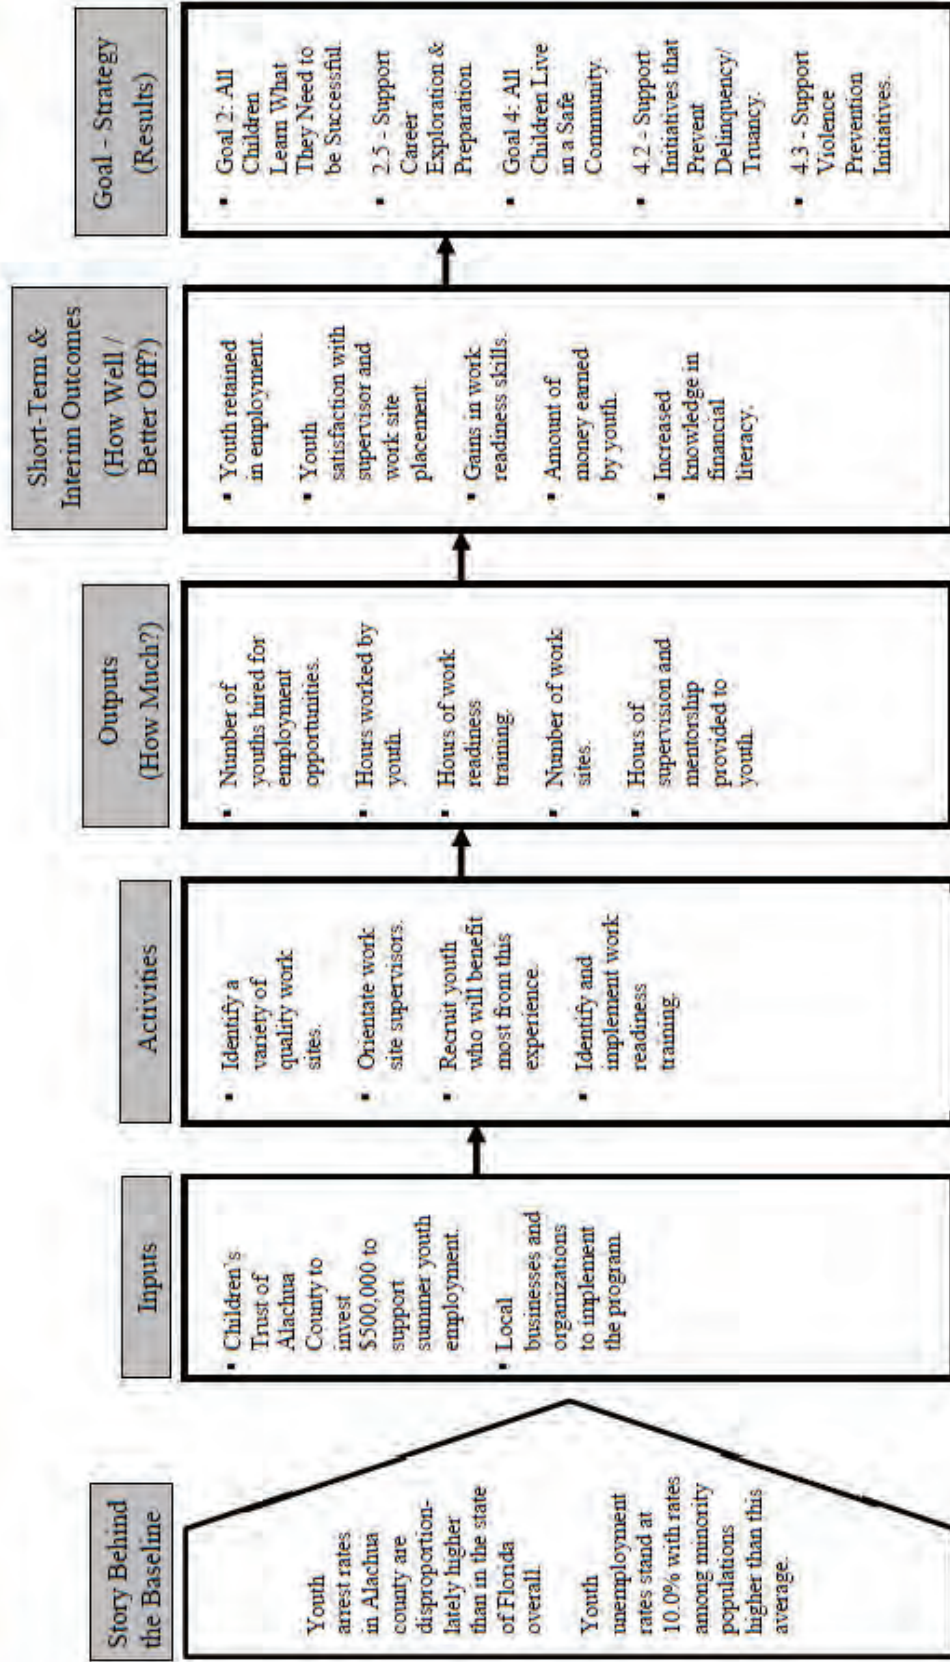 Story Behind
the Baseline
Youth
arrest rates
in Alachua
county are
disproportion-
lately higher
than in the state
of Florida
overall.
Youth
unemployment
rates stand at
10.0% with rates
among minority
populations
higher than this
average.
Inputs
▪ Children's
Trust of
Alachua
County to
invest
$500,000 to
support
summer youth
employment.
▪ Local
businesses and
organizations
to implement
the program.
Activities
▪ Identify a
variety of
quality work
sites.
▪ Orientate work
site supervisors.
▪ Recruit youth
who will benefit
most from this
experience.
▪ Identify and
implement work
readiness
training.
Outputs
(How Much?)
▪ Number of
youths hired for
employment
opportunities.
▪ Hours worked by
youth.
▪ Hours of work
readiness
training.
▪ Number of work
sites.
▪ Hours of
supervision and
mentorship
provided to
youth.
Short-Term &
Interim Outcomes
(How Well /
Better Off?)
▪ Youth retained
in employment.
▪ Youth
satisfaction with
supervisor and
work site
placement.
▪ Gains in work-
readiness skills.
▪ Amount of
money earned
by youth.
▪ Increased
knowledge in
financial
literacy.
Goal - Strategy
(Results)
▪ Goal 2: All
Children
Learn What
They Need to
be Successful.
▪ 2.5 - Support
Career
Exploration &
Preparation.
▪ Goal 4: All
Children Live
in a Safe
Community.
▪ 4.2 - Support
Initiatives that
Prevent
Delinquency/
Truancy.
▪ 4.3 - Support
Violence
Prevention
Initiatives.